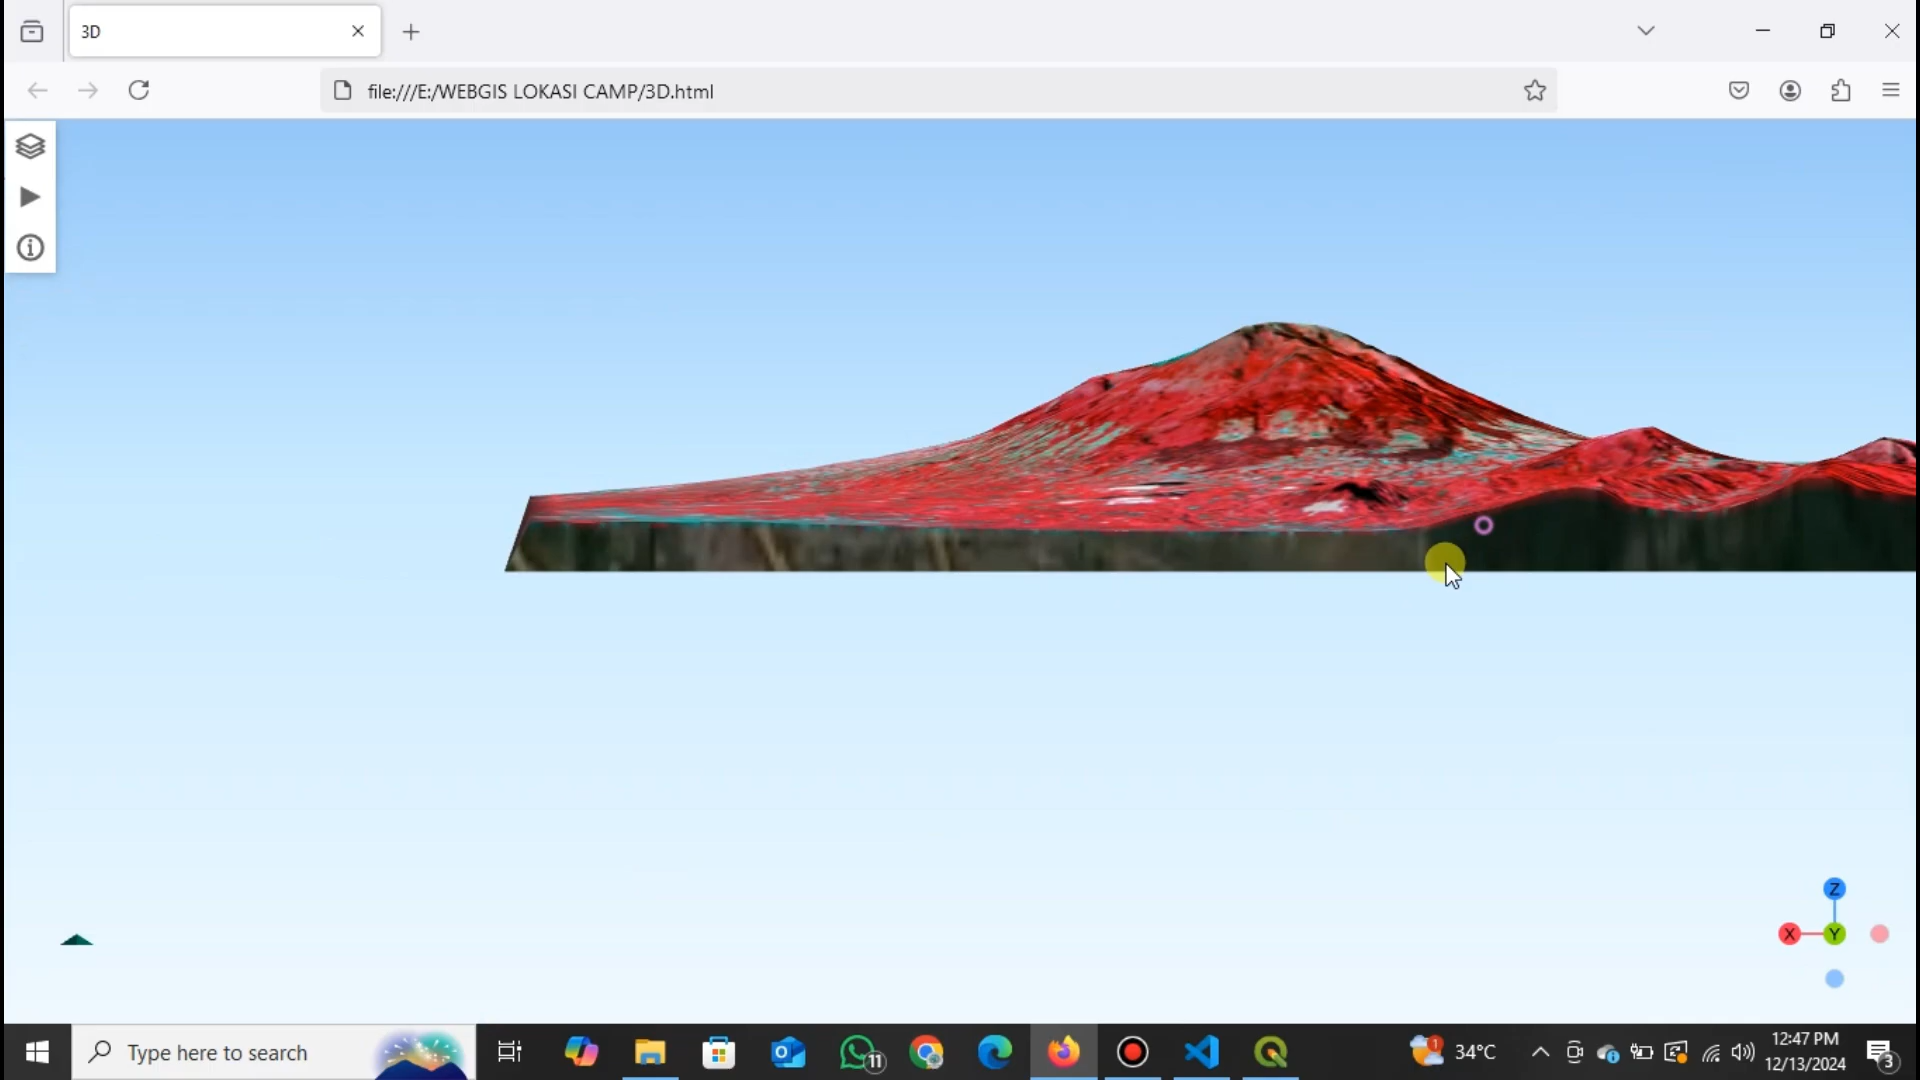 3D
file:///E:/WEBGIS LOKASI CAMP/3D.html
Z
X
Y
Type here to search
11
1
34°C
12:47 PM
12/13/2024
3